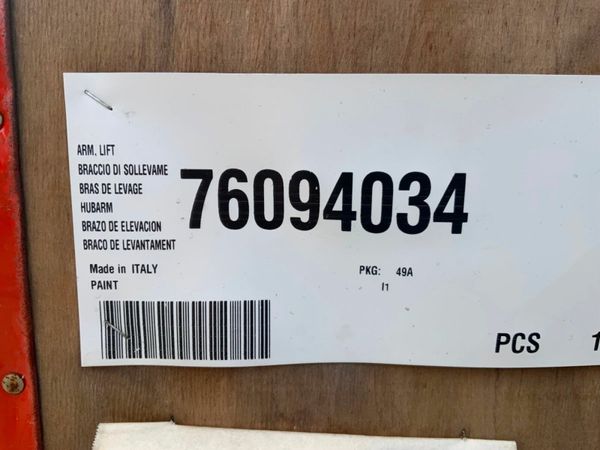 ARM, LIFT
BRACCIO DI SOLLEVAME
BRAS DE LEVAGE
HUBARM
BRAZO DE ELEVACION
BRACO DE LEVANTAMENT
76094034
Made in ITALY
PAINT
PKG: 49A
I1
PCS 1